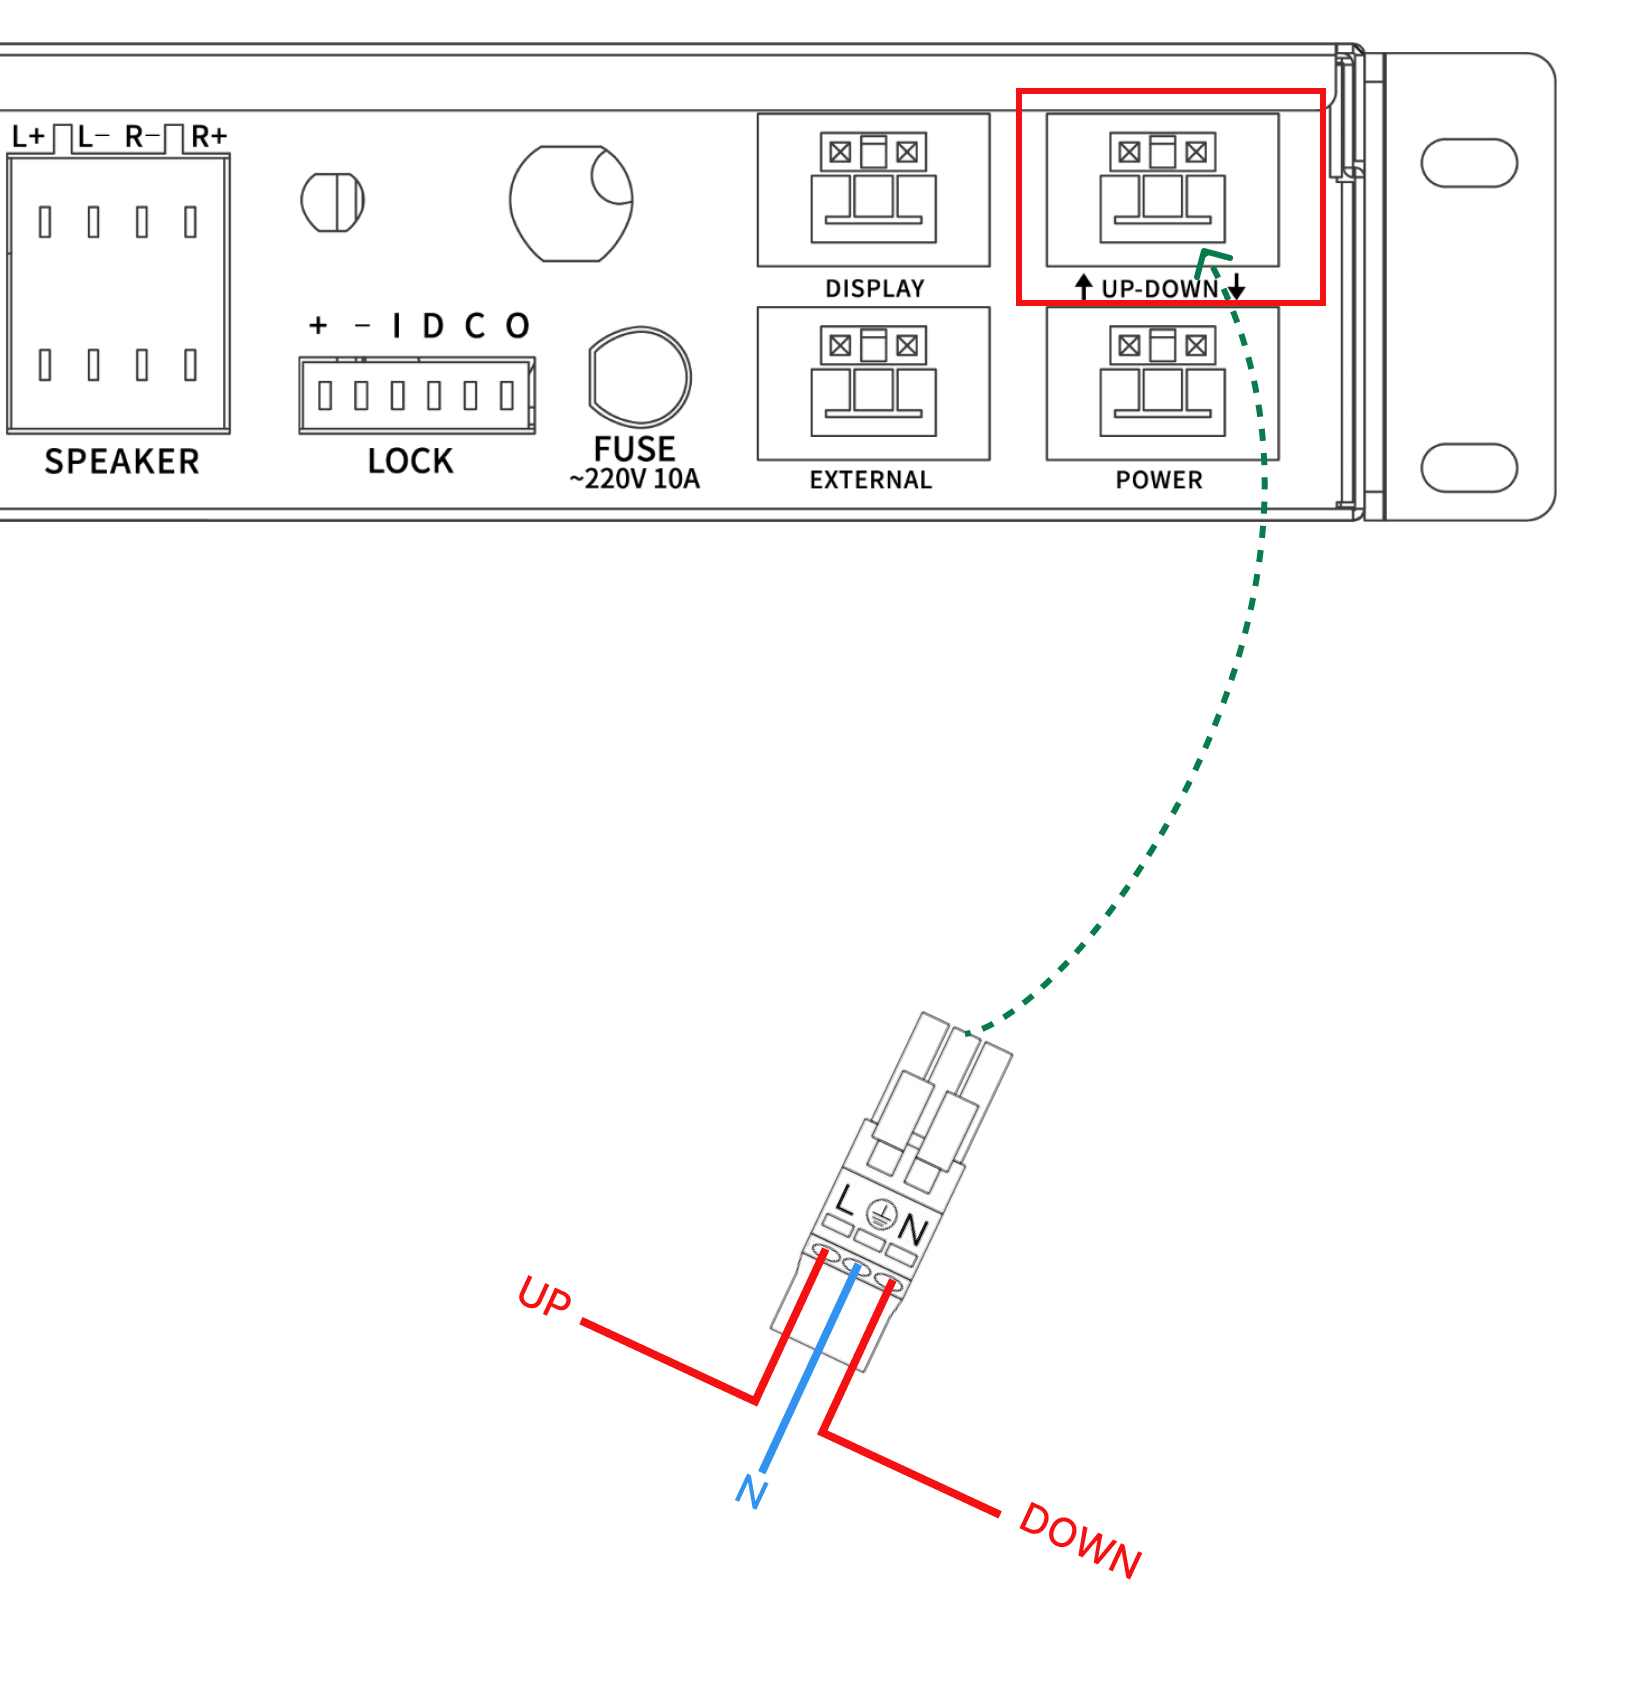 L+ L- R- R+
SPEAKER
+ - I D C O
LOCK
FUSE
~220V 10A
DISPLAY
↑ UP-DOWN ↓
EXTERNAL
POWER
L ⏚ N
UP
N
DOWN